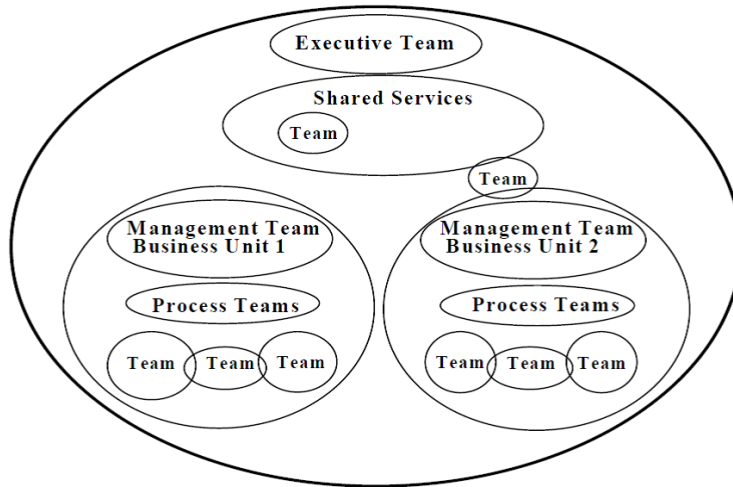 Executive Team
Shared Services
Team
Team
Management Team
Business Unit 1
Management Team
Business Unit 2
Process Teams
Process Teams
Team
Team
Team
Team
Team
Team